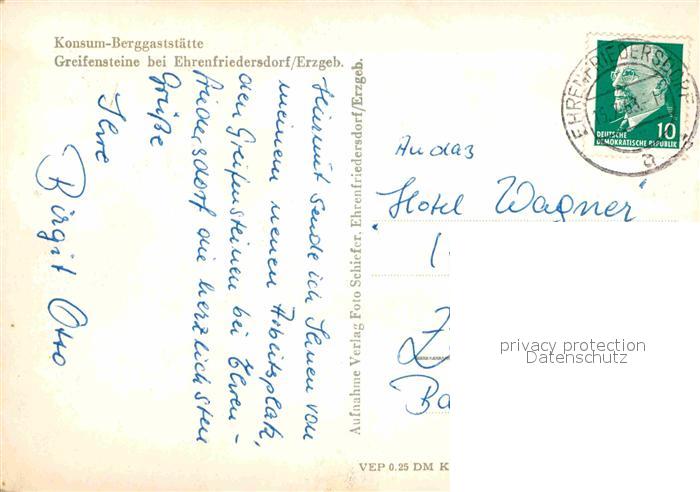 Konsum-Berggaststätte
Greifensteine bei Ehrenfriedersdorf/Erzgeb.
Hiermit sende ich Ihnen von
meinem neuen Arbeitsplatz,
den Greifensteinen bei Ehren-
friedersdorf die herzlichsten
Grüße
Ihre
Birgit Otto
Aufnahme Verlag Foto Schiefer, Ehrenfriedersdorf/Erzgeb.
VEP 0.25 DM K
EHRENFRIEDERSDORF
a
10
DEUTSCHE
DEMOKRATISCHE REPUBLIK
An das
"Hotel Wagner"
Ba
privacy protection
Datenschutz